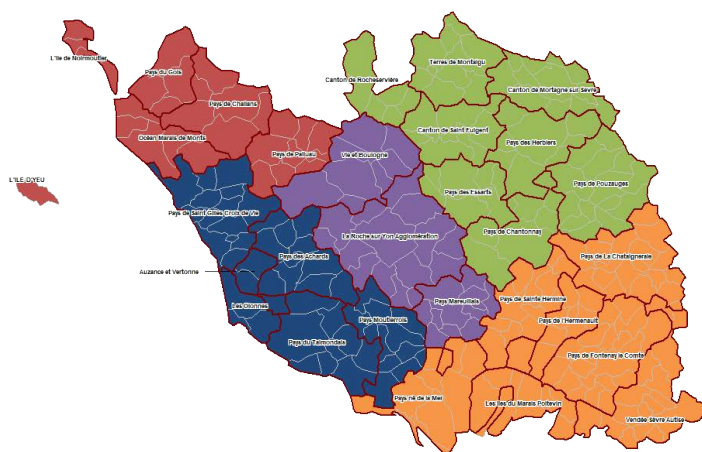 L'Ile de Noirmoutier
Pays du Gois
Pays de Challans
Océan Marais de Monts
Pays de Palluau
L'ILE D'YEU
Canton de Rocheservière
Terres de Montaigu
Canton de Mortagne sur Sèvre
Canton de Saint Fulgent
Pays des Herbiers
Vie et Boulogne
Pays des Essarts
Pays de Pouzauges
Pays de Saint Gilles Croix de Vie
La Roche sur Yon Agglomération
Pays de Chantonnay
Pays des Achards
Pays de La Chataigneraie
Auzance et Vertonne
Les Olonnes
Pays Mareuillais
Pays de Sainte Hermine
Pays Moutierrois
Pays de l'Hermenault
Pays du Talmondais
Pays de Fontenay le Comte
Pays né de la Mer
Les Iles du Marais Poitevin
Vendée Sèvre Autise